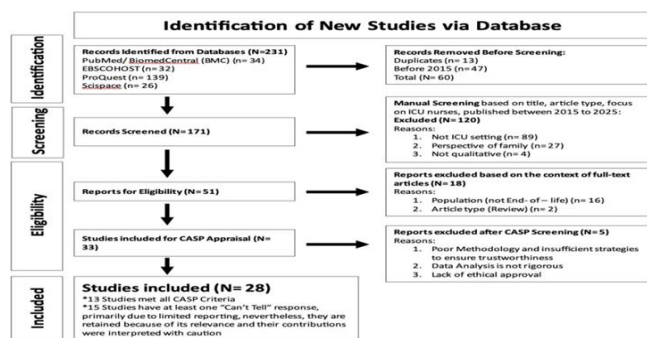 Identification of New Studies via Database
Identification
Records Identified from Databases (N=231)
PubMed/ BiomedCentral (BMC) (n= 34)
EBSCOHOST (n= 32)
ProQuest (n= 139)
Scispace (n= 26)
Records Removed Before Screening:
Duplicates (n= 13)
Before 2015 (n= 47)
Total (N= 60)
Screening
Records Screened (N= 171)
Manual Screening based on title, article type, focus
on ICU nurses, published between 2015 to 2025:
Excluded (N= 120)
Reasons:
1. Not ICU setting (n= 89)
2. Perspective of family (n= 27)
3. Not qualitative (n= 4)
Eligibility
Reports for Eligibility (N= 51)
Reports excluded based on the context of full-text
articles (N= 18)
Reasons:
1. Population (not End- of – life) (n= 16)
2. Article type (Review) (n= 2)
Studies included for CASP Appraisal (N=
33)
Reports excluded after CASP Screening (N= 5)
Reasons:
1. Poor Methodology and insufficient strategies
to ensure trustworthiness
2. Data Analysis is not rigorous
3. Lack of ethical approval
Included
Studies included (N= 28)
*13 Studies met all CASP Criteria
*15 Studies have at least one “Can’t Tell” response,
primarily due to limited reporting, nevertheless, they are
retained because of its relevance and their contributions
were interpreted with caution